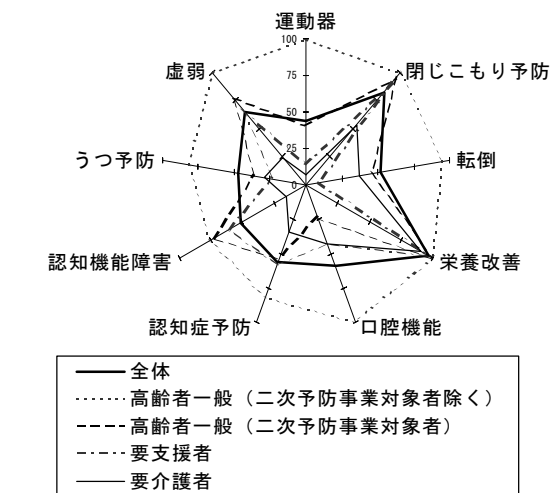 運動器
100
虚弱
閉じこもり予防
75
50
うつ予防
25
転倒
0
認知機能障害
栄養改善
認知症予防
口腔機能
全体
高齢者一般（二次予防事業対象者除く）
高齢者一般（二次予防事業対象者）
要支援者
要介護者